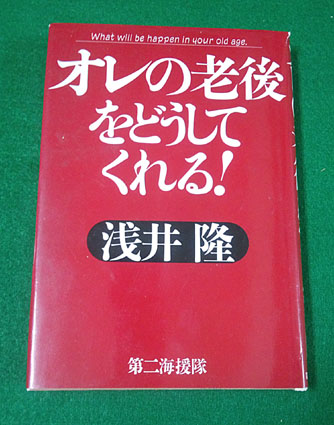 What will be happen in your old age.
オレの老後
をどうして
くれる!
浅井 隆
第二海援隊